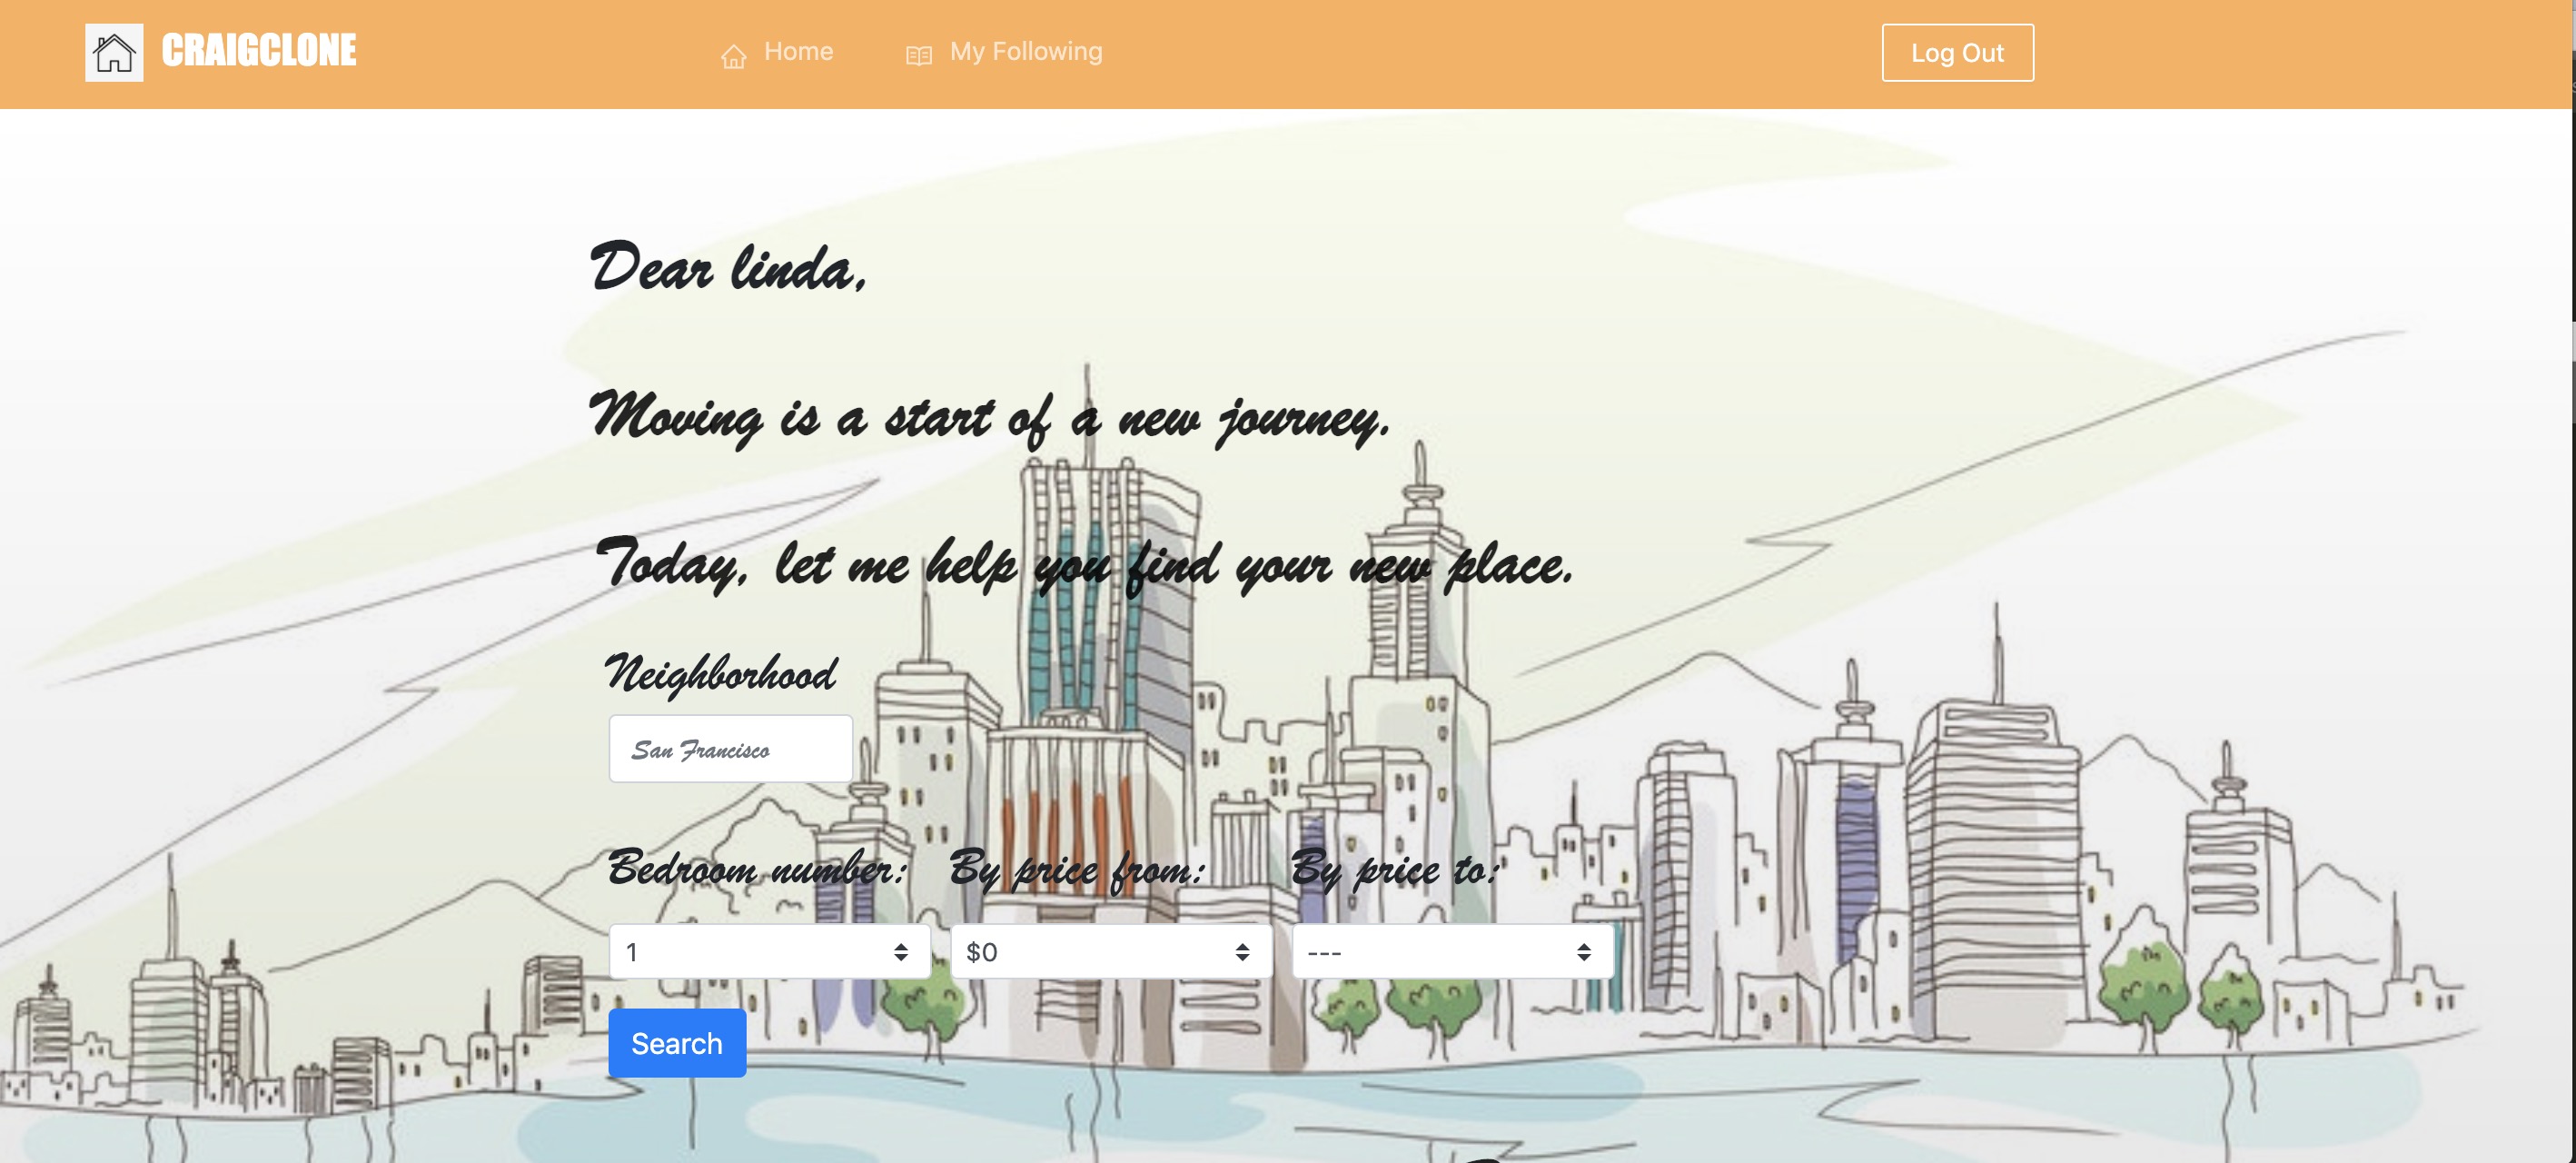 CRAIGCLONE Home My Following Log Out
Dear linda,
Moving is a start of a new journey.
Today, let me help you find your new place.
Neighborhood
San Francisco
Bedroom number: By price from: By price to:
1 $0 ---
Search